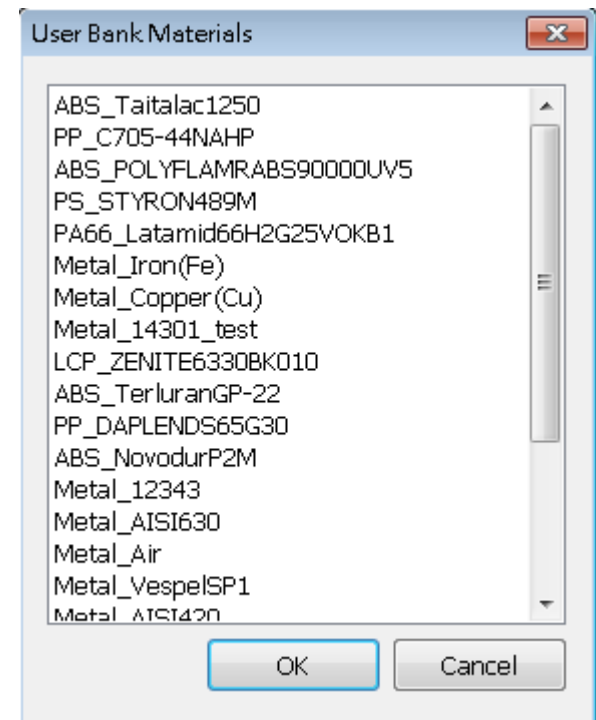 User Bank Materials
ABS_Taitalac1250
PP_C705-44NAHP
ABS_POLYFLAMRABS90000UV5
PS_STYRON489M
PA66_Latamid66H2G25VOKB1
Metal_Iron(Fe)
Metal_Copper(Cu)
Metal_14301_test
LCP_ZENITE6330BK010
ABS_TerluranGP-22
PP_DAPLENDS65G30
ABS_NovodurP2M
Metal_12343
Metal_AISI630
Metal_Air
Metal_VespelSP1
Metal_AISI420
OK
Cancel